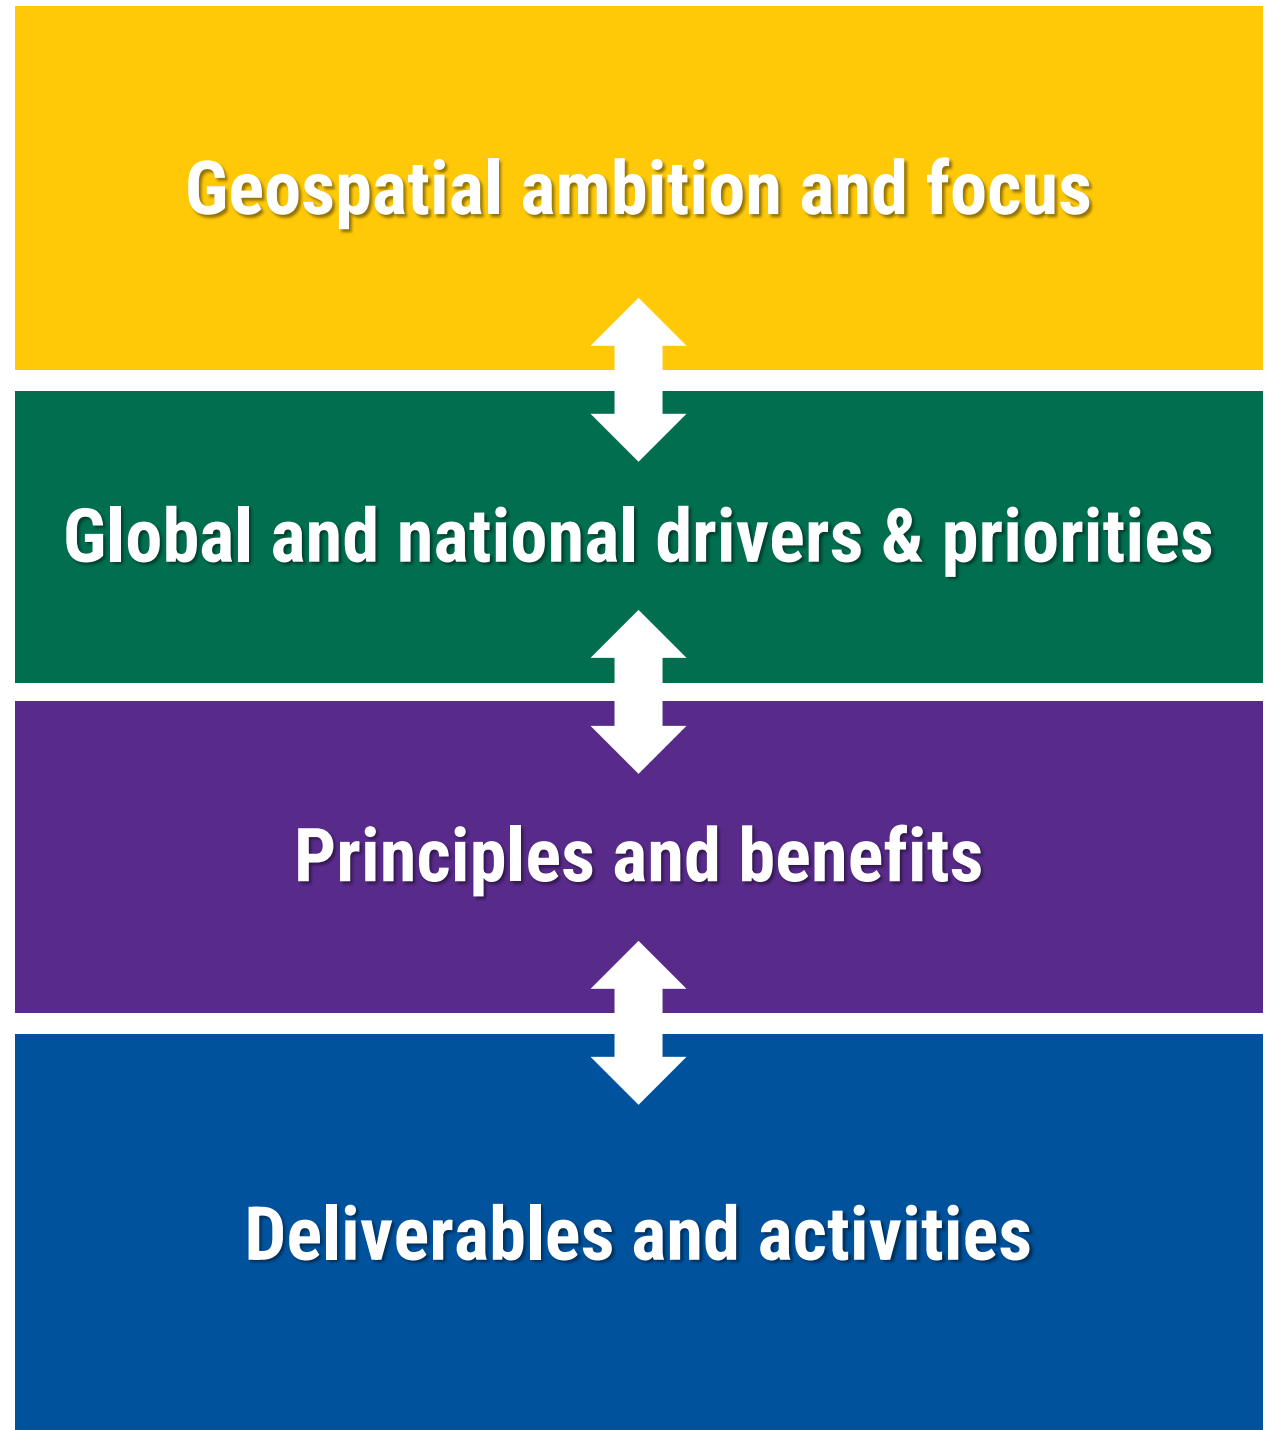 Geospatial ambition and focus
Global and national drivers & priorities
Principles and benefits
Deliverables and activities